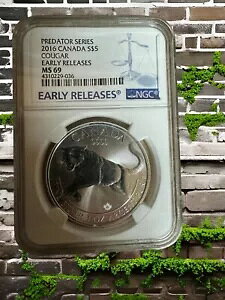 PREDATOR SERIES
2016 CANADA S$5
COUGAR
EARLY RELEASES
MS 69
4310229-036
EARLY RELEASES®
NGC
CANADA